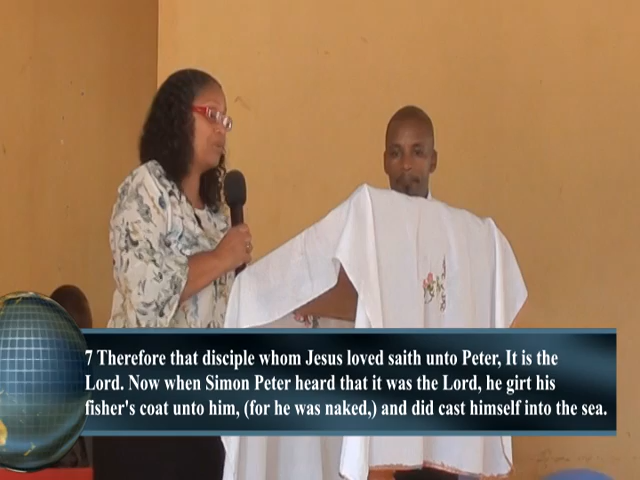 7 Therefore that disciple whom Jesus loved saith unto Peter, It is the
Lord. Now when Simon Peter heard that it was the Lord, he girt his
fisher's coat unto him, (for he was naked,) and did cast himself into the sea.